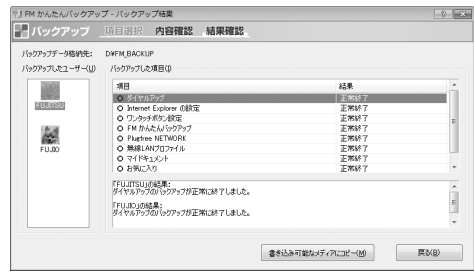 FM かんたんバックアップ - バックアップ結果
バックアップ 項目選択 内容確認 結果確認
バックアップデータ格納先: D:¥FM_BACKUP
バックアップしたユーザー(U) バックアップした項目(I)
項目 結果
ダイヤルアップ 正常終了
Internet Explorer の設定 正常終了
ワンタッチボタン設定 正常終了
FM かんたんバックアップ 正常終了
Plugfree NETWORK 正常終了
無線LANプロファイル 正常終了
マイドキュメント 正常終了
お気に入り 正常終了
FUJITSU
FUJIO
「FUJITSU」の結果:
ダイヤルアップのバックアップが正常に終了しました。
「FUJIO」の結果:
ダイヤルアップのバックアップが正常に終了しました。
書き込み可能なメディアにコピー(M) 戻る(B)